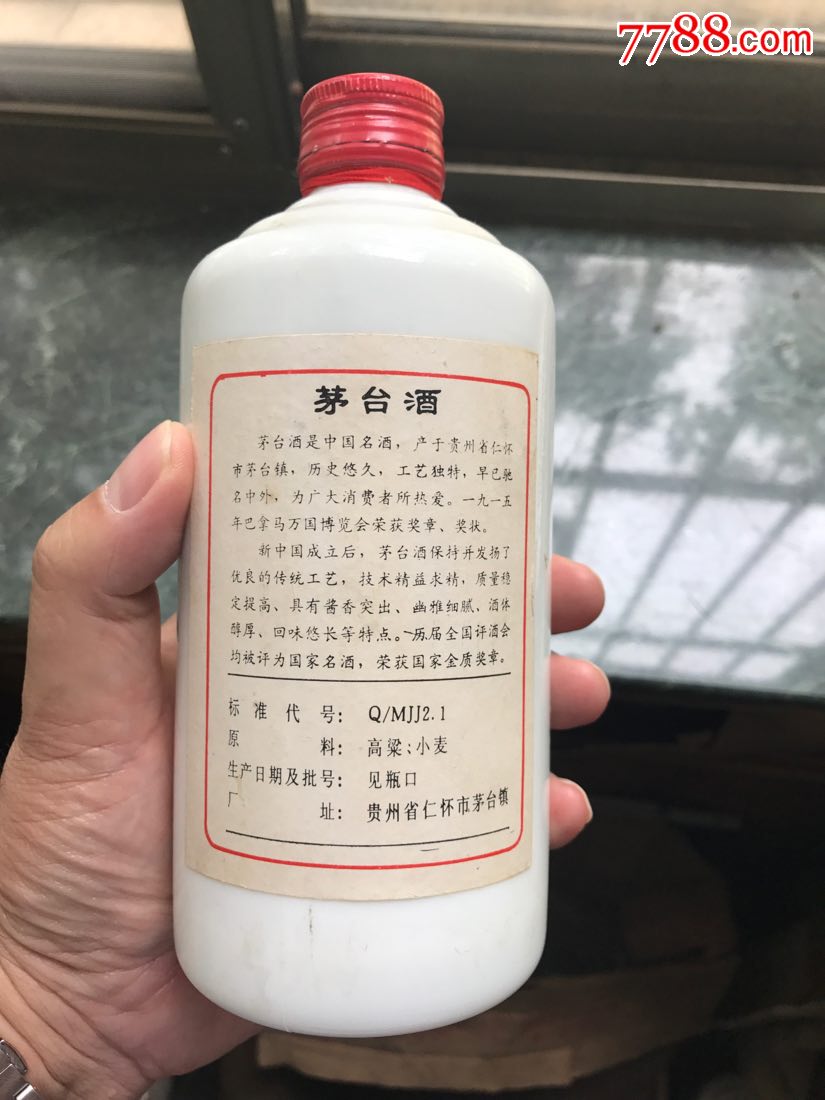 7788.com
茅台酒
茅台酒是中国名酒，产于贵州省仁怀
市茅台镇，历史悠久，工艺独特，早已驰
名中外，为广大消费者所热爱。一九一五
年巴拿马万国博览会荣获奖章、奖状。
新中国成立后，茅台酒保持并发扬了
优良的传统工艺，技术精益求精，质量稳
定提高、具有酱香突出、幽雅细腻、酒体
醇厚、回味悠长等特点。历届全国评酒会
均被评为国家名酒，荣获国家金质奖章。
标准代号：Q/MJJ2.1
原料：高粱；小麦
生产日期及批号：见瓶口
厂址：贵州省仁怀市茅台镇